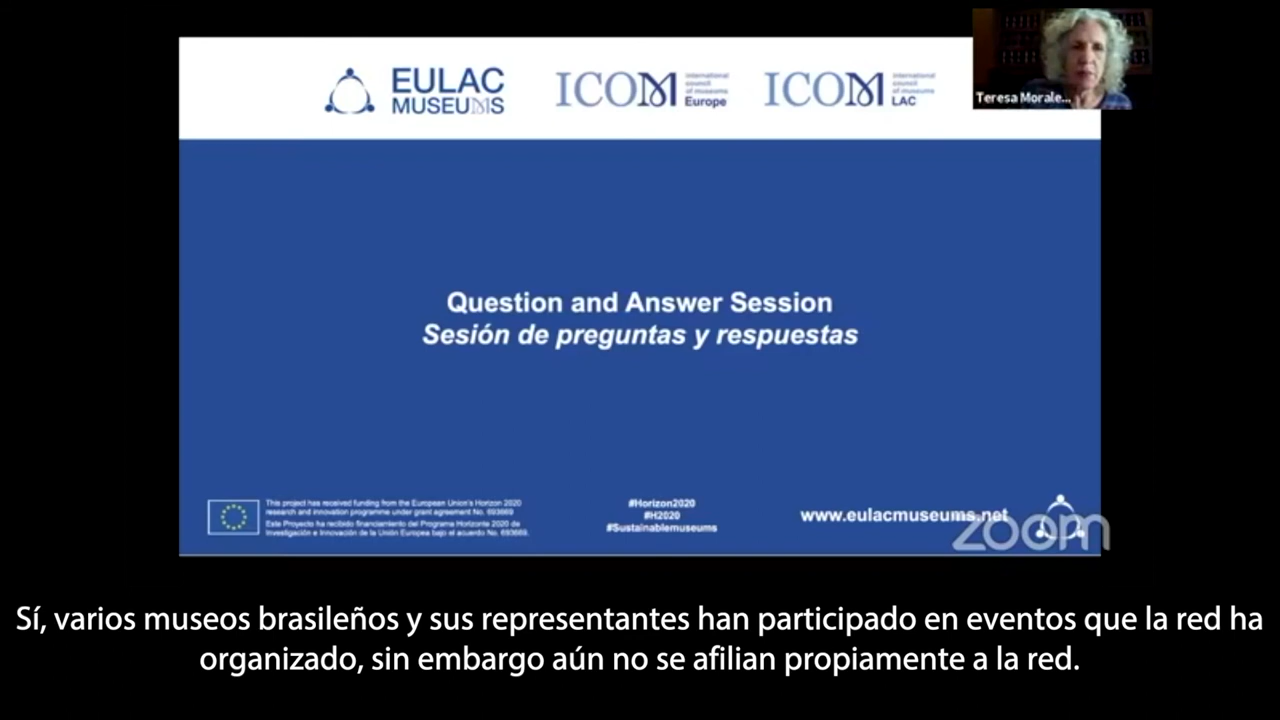 EULAC
MUSEUMS
ICOM
international
council
of museums
Europe
ICOM
international
council
of museums
LAC
Teresa Morale...
Question and Answer Session
Sesión de preguntas y respuestas
This project has received funding from the European Union's Horizon 2020
research and innovation programme under grant agreement No. 693669
Este Proyecto ha recibido financiamiento del Programa Horizonte 2020 de
Investigación e Innovación de la Unión Europea bajo el acuerdo No. 693669.
#Horizon2020
#H2020
#Sustainablemuseums
www.eulacmuseums.net
zoom
Sí, varios museos brasileños y sus representantes han participado en eventos que la red ha
organizado, sin embargo aún no se afilian propiamente a la red.